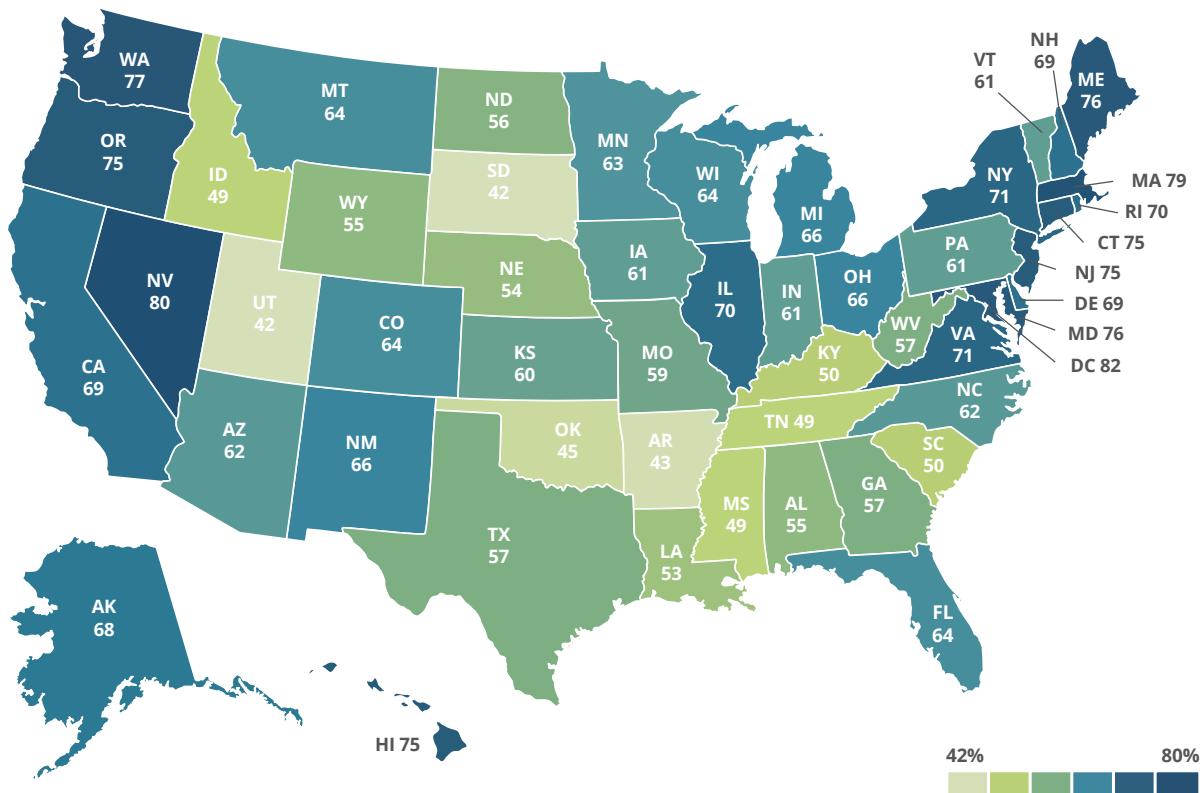 WA
77
OR
75
CA
69
NV
80
ID
49
MT
64
WY
55
UT
42
AZ
62
CO
64
NM
66
ND
56
SD
42
NE
54
KS
60
OK
45
TX
57
MN
63
IA
61
MO
59
AR
43
LA
53
WI
64
IL
70
MI
66
IN
61
OH
66
KY
50
TN 49
MS
49
AL
55
GA
57
FL
64
SC
50
NC
62
VA
71
WV
57
PA
61
NY
71
VT
61
NH
69
ME
76
MA 79
RI 70
CT 75
NJ 75
DE 69
MD 76
DC 82
AK
68
HI 75
42%
80%